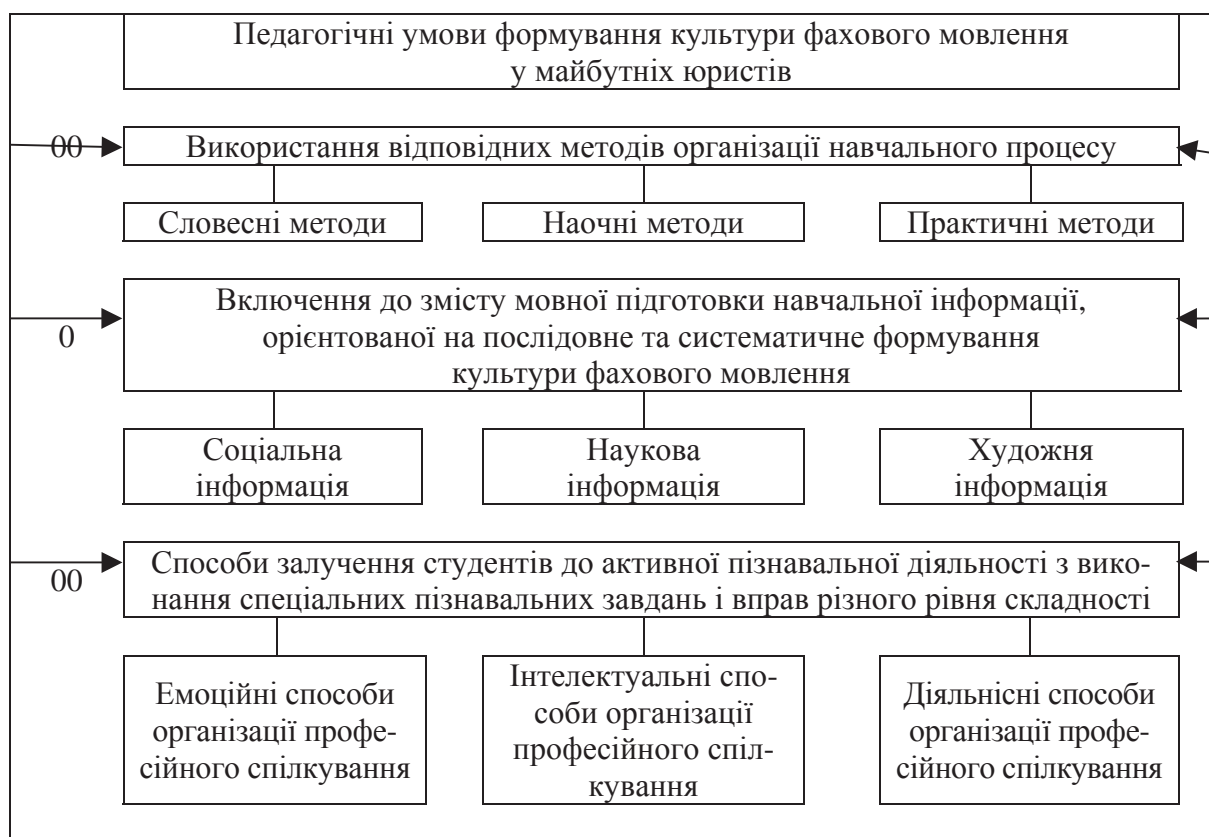 Педагогічні умови формування культури фахового мовлення
у майбутніх юристів
00
Використання відповідних методів організації навчального процесу
Словесні методи
Наочні методи
Практичні методи
Включення до змісту мовної підготовки навчальної інформації,
орієнтованої на послідовне та систематичне формування
культури фахового мовлення
0
Соціальна
інформація
Наукова
інформація
Художня
інформація
Способи залучення студентів до активної пізнавальної діяльності з вико-
нання спеціальних пізнавальних завдань і вправ різного рівня складності
00
Емоційні способи
організації профе-
сійного спілкування
Інтелектуальні спо-
соби організації
професійного спіл-
кування
Діяльнісні способи
організації профе-
сійного спілкування